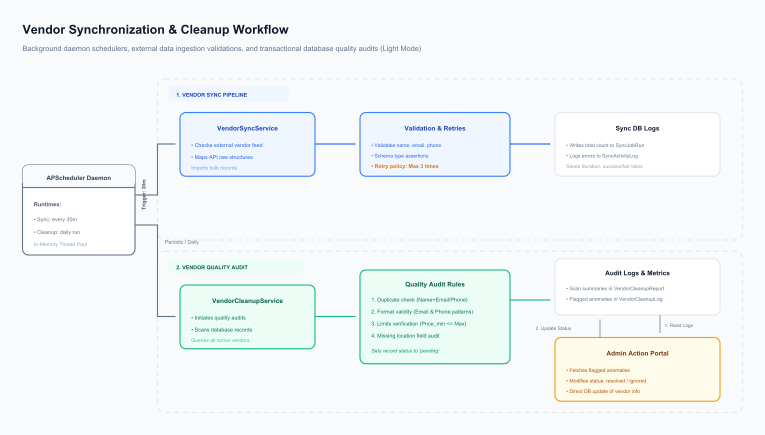 Vendor Synchronization & Cleanup Workflow
Background daemon schedulers, external data ingestion validations, and transactional database quality audits (Light Mode)
1. VENDOR SYNC PIPELINE
VendorSyncService
• Checks external vendor feed
• Maps API raw structures
Imports bulk records
Validation & Retries
• Validates name, email, phone
• Schema type assertions
• Retry policy: Max 3 times
Sync DB Logs
• Writes total count to SyncJobRun
• Logs errors to SyncActivityLog
Saves duration, success/fail ratios
APScheduler Daemon
Runtimes:
• Sync: every 30m
• Cleanup: daily run
In-Memory Thread Pool
Trigger: 30m
Periodic / Daily
2. VENDOR QUALITY AUDIT
VendorCleanupService
• Initiates quality audits
• Scans database records
Queries all active vendors
Quality Audit Rules
1. Duplicate check (Name+Email/Phone)
2. Format validity (Email & Phone patterns)
3. Limits verification (Price_min <= Max)
4. Missing location field audit
Sets record status to 'pending'
Audit Logs & Metrics
• Scan summaries in VendorCleanupReport
• Flagged anomalies in VendorCleanupLog
2. Update Status
1. Read Logs
Admin Action Portal
• Fetches flagged anomalies
• Modifies status: resolved / ignored
• Direct DB update of vendor info